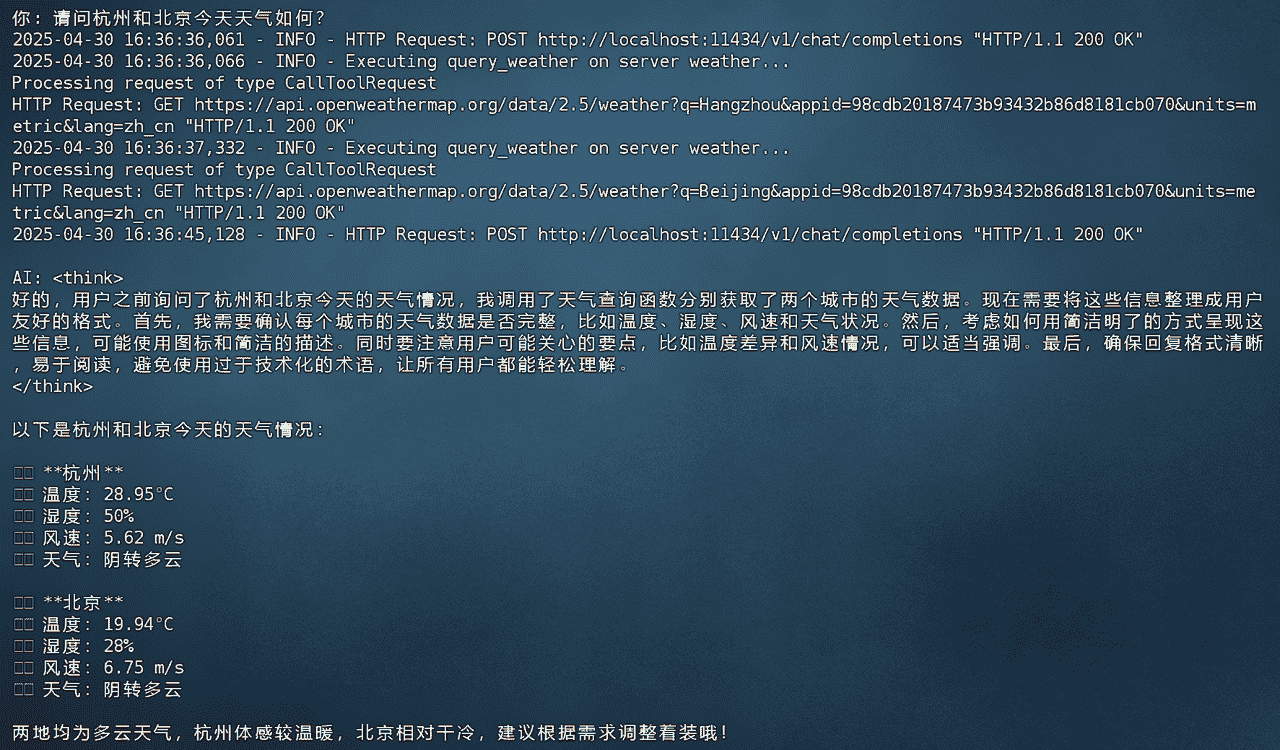 你: 请问杭州和北京今天天气如何?
2025-04-30 16:36:36,061 - INFO - HTTP Request: POST http://localhost:11434/v1/chat/completions "HTTP/1.1 200 OK"
2025-04-30 16:36:36,066 - INFO - Executing query_weather on server weather...
Processing request of type CallToolRequest
HTTP Request: GET https://api.openweathermap.org/data/2.5/weather?q=Hangzhou&appid=98cdb20187473b93432b86d8181cb070&units=m
etric&lang=zh_cn "HTTP/1.1 200 OK"
2025-04-30 16:36:37,332 - INFO - Executing query_weather on server weather...
Processing request of type CallToolRequest
HTTP Request: GET https://api.openweathermap.org/data/2.5/weather?q=Beijing&appid=98cdb20187473b93432b86d8181cb070&units=me
tric&lang=zh_cn "HTTP/1.1 200 OK"
2025-04-30 16:36:45,128 - INFO - HTTP Request: POST http://localhost:11434/v1/chat/completions "HTTP/1.1 200 OK"
AI: <think>
好的，用户之前询问了杭州和北京今天的天气情况，我调用了天气查询函数分别获取了两个城市的天气数据。现在需要将这些信息整理成用户
友好的格式。首先，我需要确认每个城市的天气数据是否完整，比如温度、湿度、风速和天气状况。然后，考虑如何用简洁明了的方式呈现这
些信息，可能使用图标和简洁的描述。同时要注意用户可能关心的要点，比如温度差异和风速情况，可以适当强调。最后，确保回复格式清晰
，易于阅读，避免使用过于技术化的术语，让所有用户都能轻松理解。
</think>
以下是杭州和北京今天的天气情况：
**杭州**
温度：28.95°C
湿度：50%
风速：5.62 m/s
天气：阴转多云
**北京**
温度：19.94°C
湿度：28%
风速：6.75 m/s
天气：阴转多云
两地均为多云天气，杭州体感较温暖，北京相对干冷，建议根据需求调整着装哦！